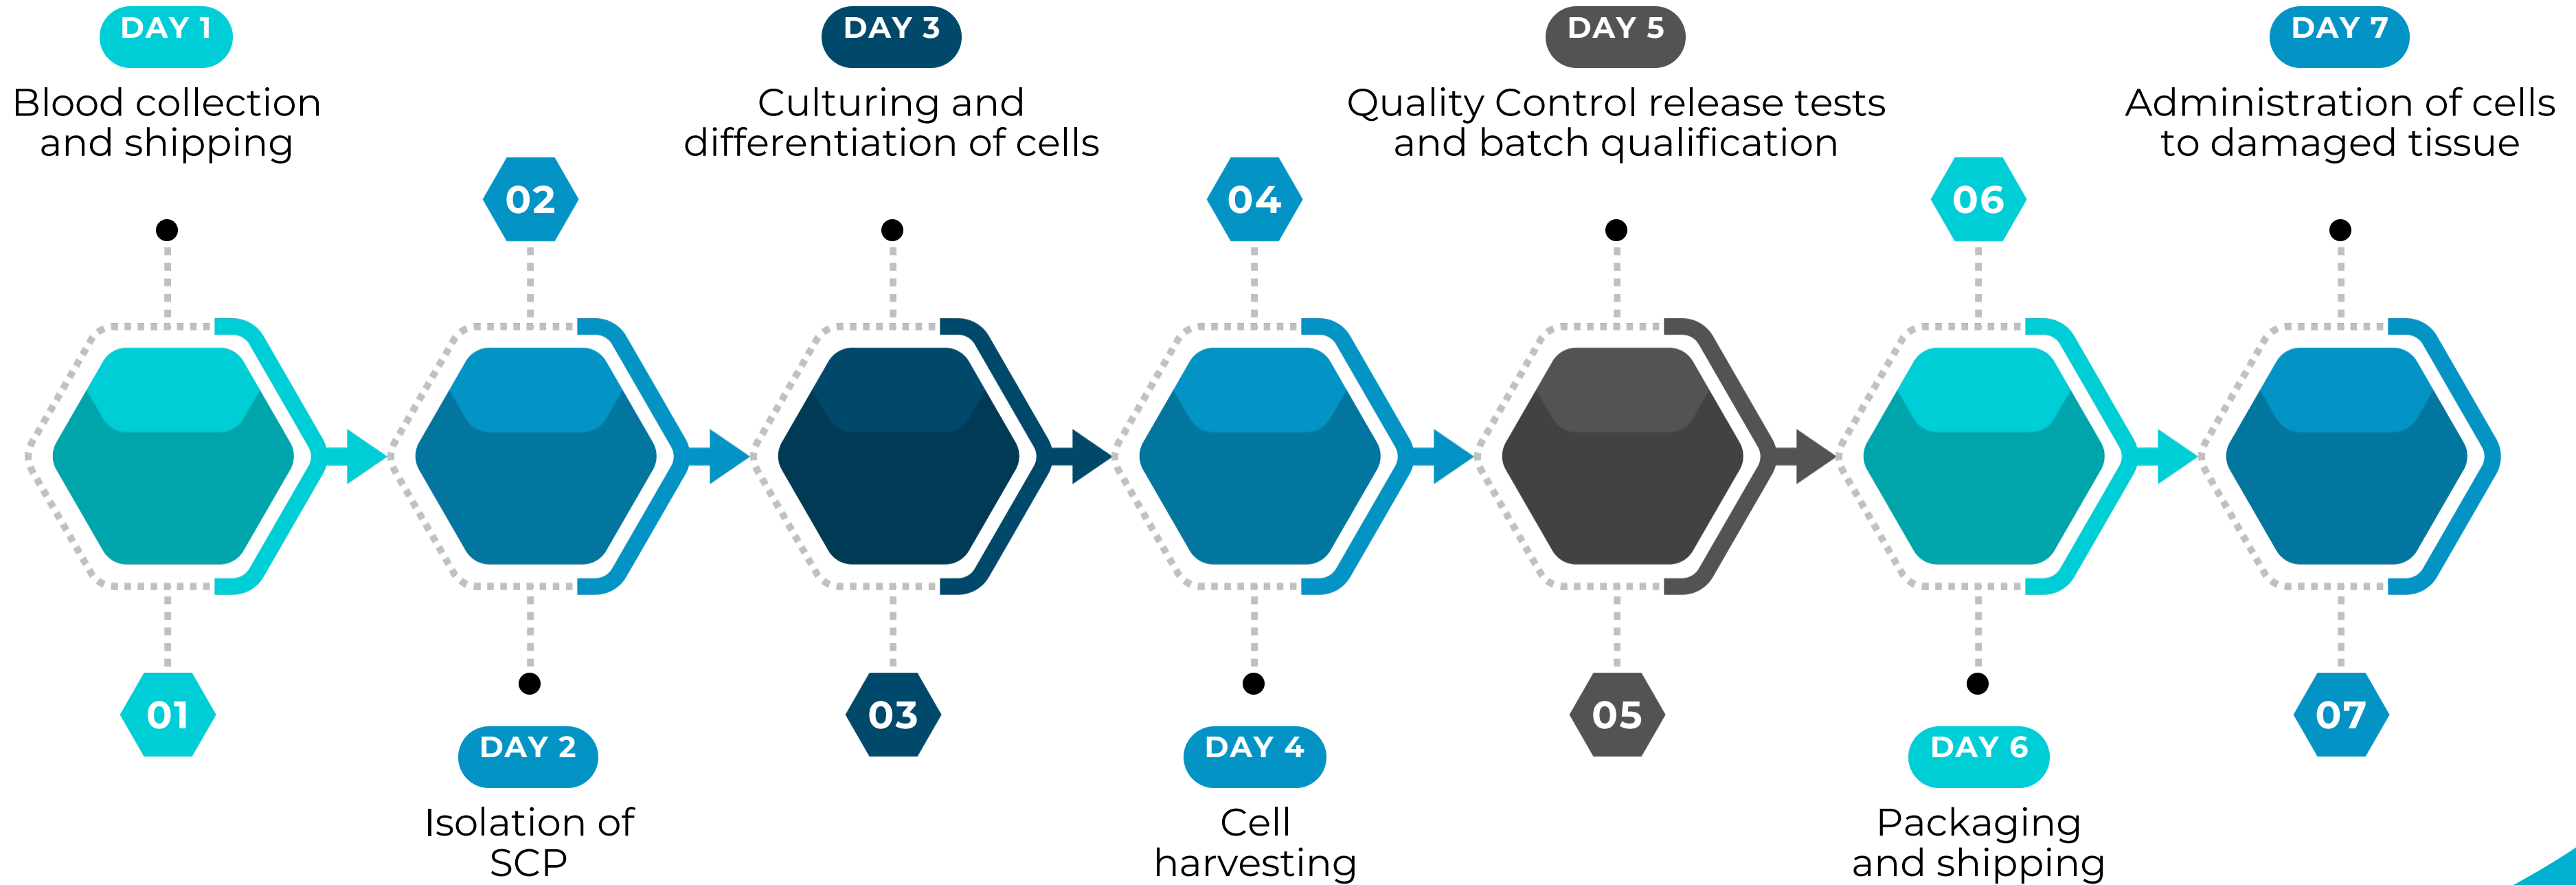 DAY 1
Blood collection
and shipping
01
02
DAY 2
Isolation of
SCP
DAY 3
Culturing and
differentiation of cells
03
04
DAY 4
Cell
harvesting
DAY 5
Quality Control release tests
and batch qualification
05
06
DAY 6
Packaging
and shipping
DAY 7
Administration of cells
to damaged tissue
07